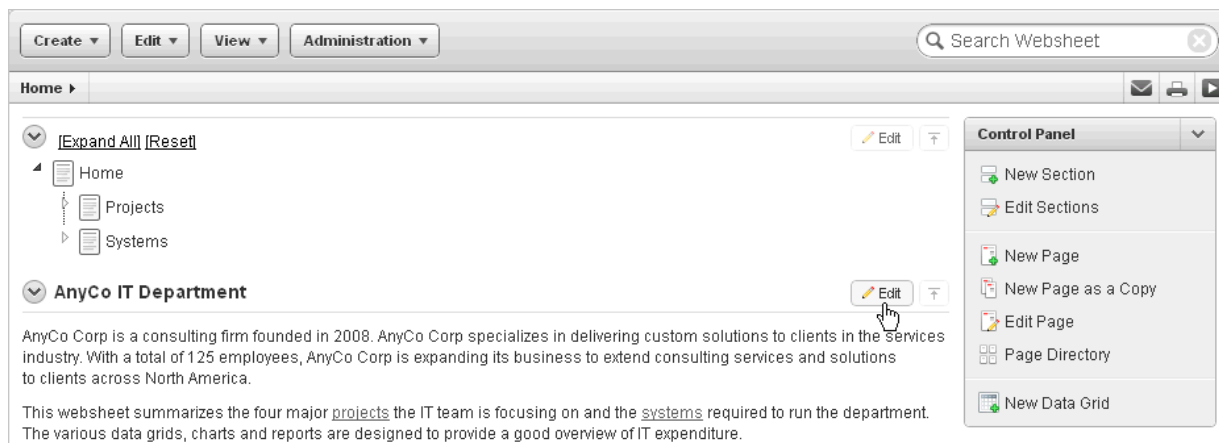 Create Edit View Administration Search Websheet
Home
[Expand All] [Reset] Edit
Home
Projects
Systems
AnyCo IT Department Edit
AnyCo Corp is a consulting firm founded in 2008. AnyCo Corp specializes in delivering custom solutions to clients in the services
industry. With a total of 125 employees, AnyCo Corp is expanding its business to extend consulting services and solutions
to clients across North America.
This websheet summarizes the four major projects the IT team is focusing on and the systems required to run the department.
The various data grids, charts and reports are designed to provide a good overview of IT expenditure.
Control Panel
New Section
Edit Sections
New Page
New Page as a Copy
Edit Page
Page Directory
New Data Grid